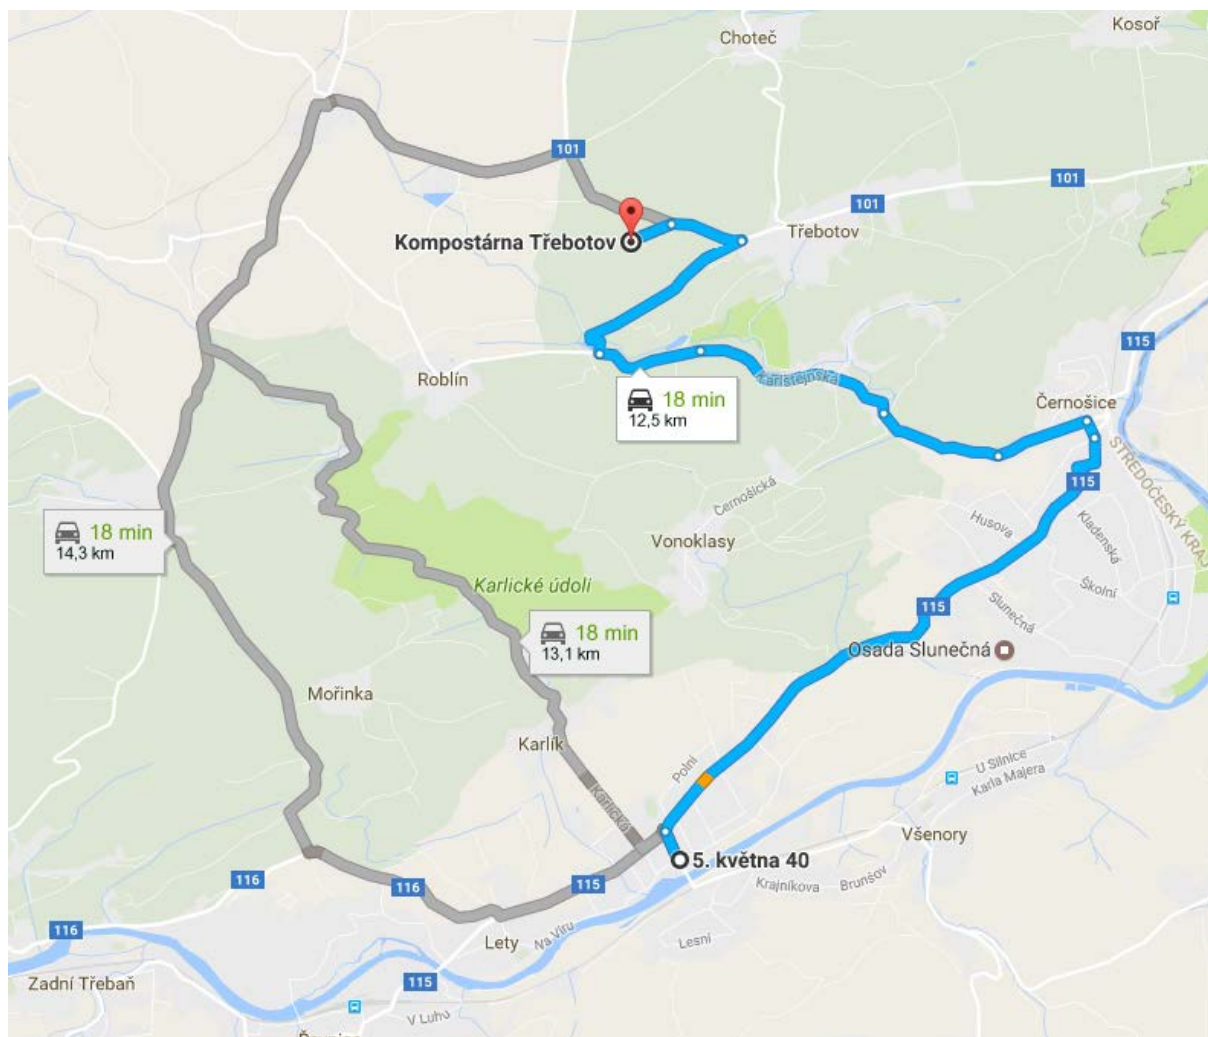 Kosoř
Choteč
101
101
101
Třebotov
Kompostárna Třebotov
115
Roblín
Karlštejnská
18 min
12,5 km
Černošice
115
STŘEDOČESKÝ KRAJ
Černošická
Husova
Kladenská
18 min
14,3 km
Vonoklasy
Karlické údolí
Školní
115
Slunečná
18 min
13,1 km
Osada Slunečná
Mořinka
Karlík
Polní
U Silnice
Karla Majera
Karlická
Všenory
5. května 40
116
116
115
Krajníkova
Brunšov
116
Lety
Na Víru
Lesní
Zadní Třebaň
115
V Luhu